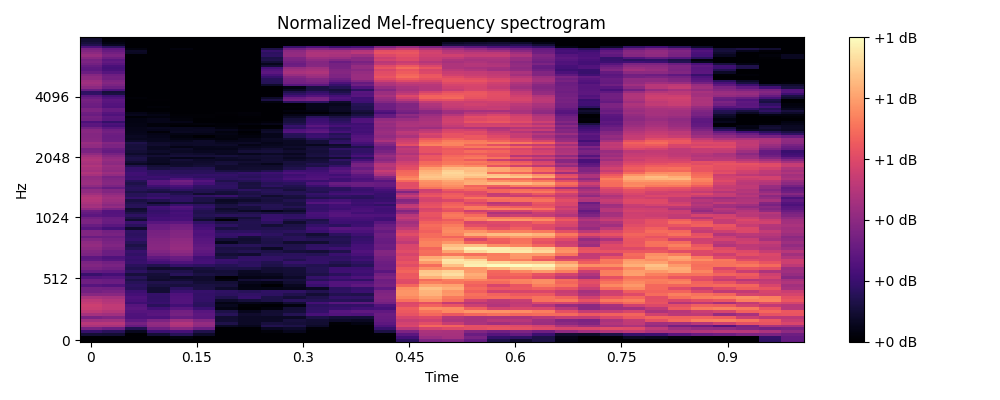 Normalized Mel-frequency spectrogram
Hz
4096
2048
1024
512
0
0 0.15 0.3 0.45 0.6 0.75 0.9
Time
+1 dB
+1 dB
+1 dB
+0 dB
+0 dB
+0 dB